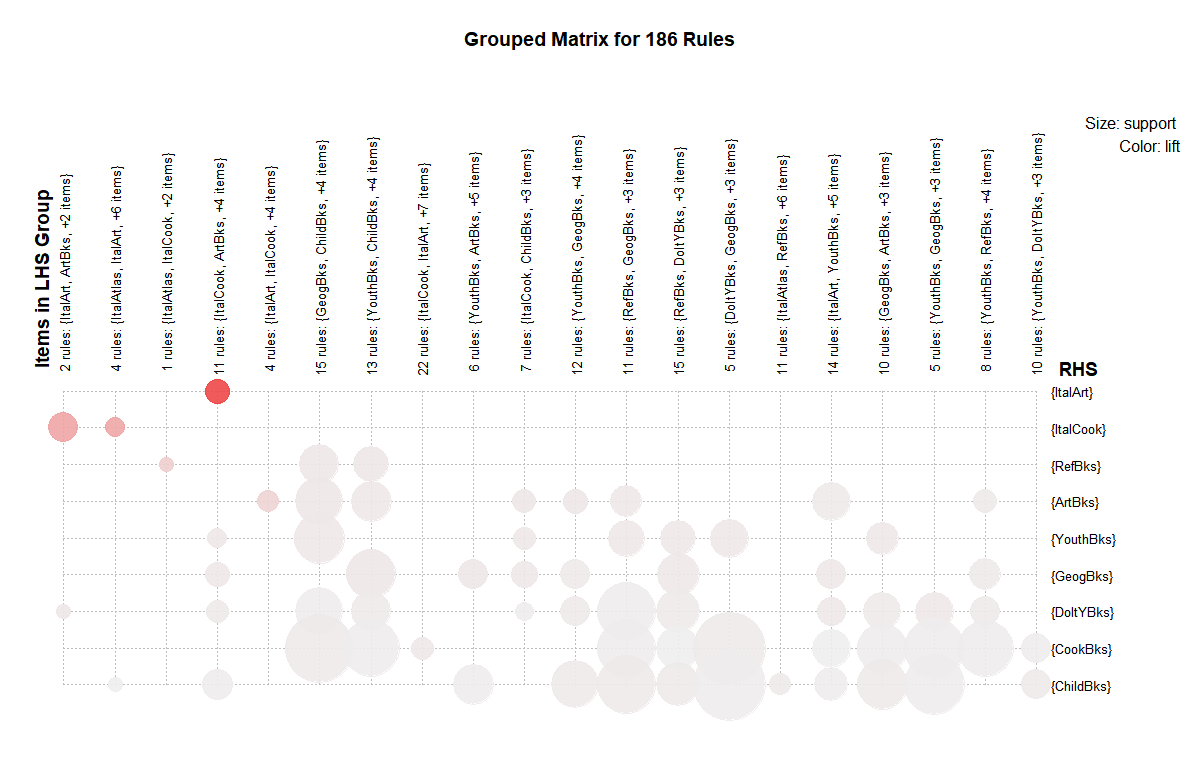 Grouped Matrix for 186 Rules
Size: support
Color: lift
Items in LHS Group
2 rules: {ItalArt, ArtBks, +2 items}
4 rules: {ItalAtlas, ItalArt, +6 items}
1 rules: {ItalAtlas, ItalCook, +2 items}
11 rules: {ItalCook, ArtBks, +4 items}
4 rules: {ItalArt, ItalCook, +4 items}
15 rules: {GeogBks, ChildBks, +4 items}
13 rules: {YouthBks, ChildBks, +4 items}
22 rules: {ItalCook, ItalArt, +7 items}
6 rules: {YouthBks, ArtBks, +5 items}
7 rules: {ItalCook, ChildBks, +3 items}
12 rules: {YouthBks, GeogBks, +4 items}
11 rules: {RefBks, GeogBks, +3 items}
15 rules: {RefBks, DoItYBks, +3 items}
5 rules: {DoItYBks, GeogBks, +3 items}
11 rules: {ItalAtlas, RefBks, +6 items}
14 rules: {ItalArt, YouthBks, +5 items}
10 rules: {GeogBks, ArtBks, +3 items}
5 rules: {YouthBks, GeogBks, +3 items}
8 rules: {YouthBks, RefBks, +4 items}
10 rules: {YouthBks, DoItYBks, +3 items}
RHS
{ItalArt}
{ItalCook}
{RefBks}
{ArtBks}
{YouthBks}
{GeogBks}
{DoItYBks}
{CookBks}
{ChildBks}